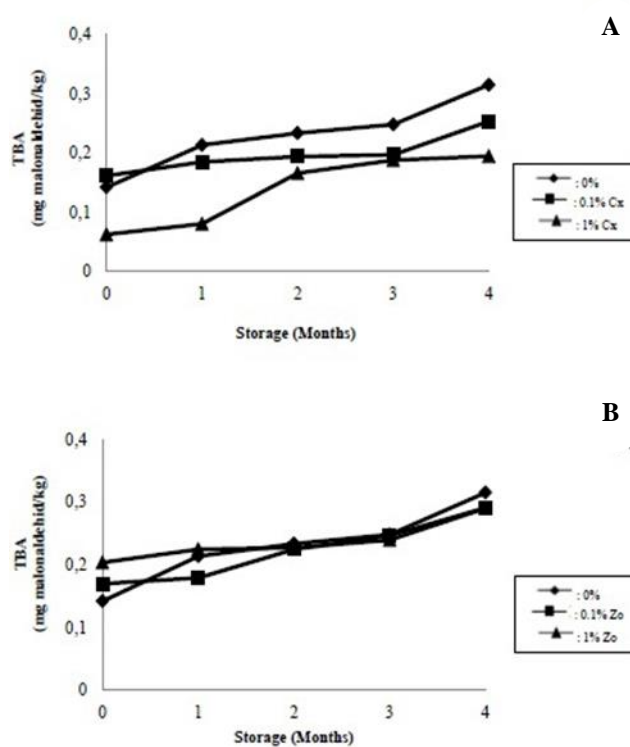 A
TBA
(mg malonaldehid/kg)
0,4
0,3
0,2
0,1
0
0 1 2 3 4
Storage (Months)
: 0%
: 0.1% Cx
: 1% Cx
B
TBA
(mg malonaldehid/kg)
0,4
0,3
0,2
0,1
0
0 1 2 3 4
Storage (Months)
: 0%
: 0.1% Zo
: 1% Zo